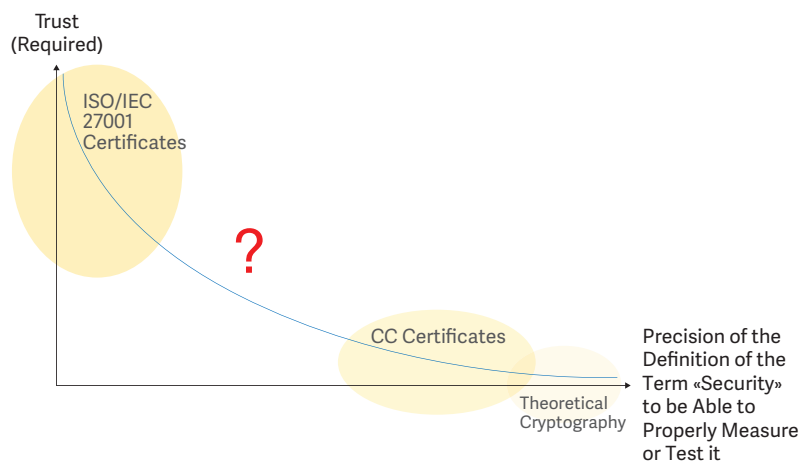 Trust
(Required)
ISO/IEC
27001
Certificates
?
CC Certificates
Theoretical
Cryptography
Precision of the
Definition of the
Term «Security»
to be Able to
Properly Measure
or Test it